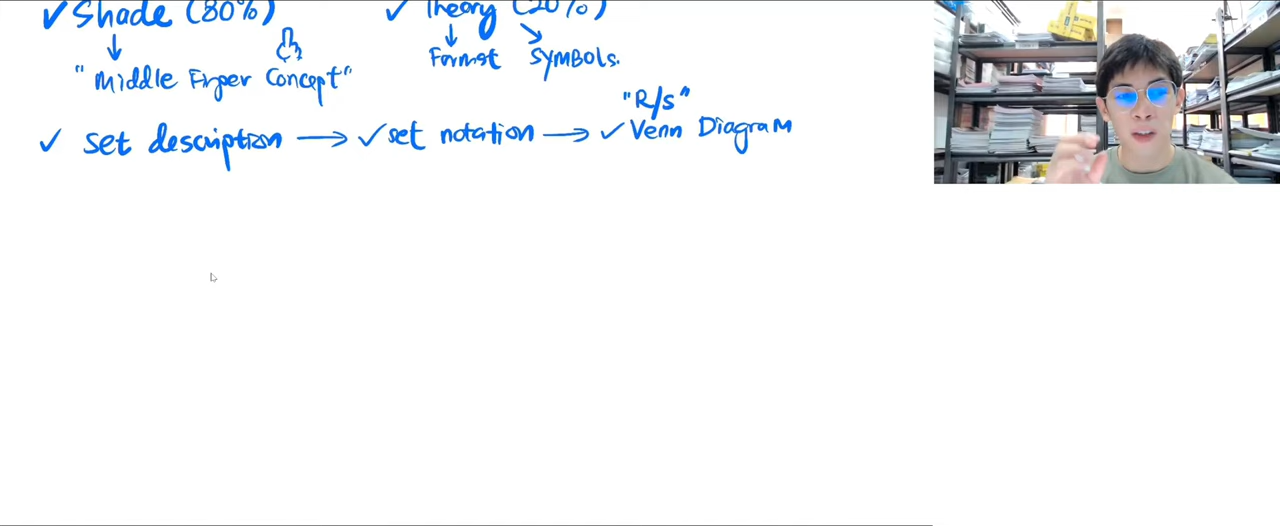 ✓ Shade (80%) ✓ Theory (20%)
↓ ↓ ↘
"Middle Finger Concept" Format SYMBOLS.
"R/s"
✓ set description → ✓ set notation → ✓ Venn Diagram